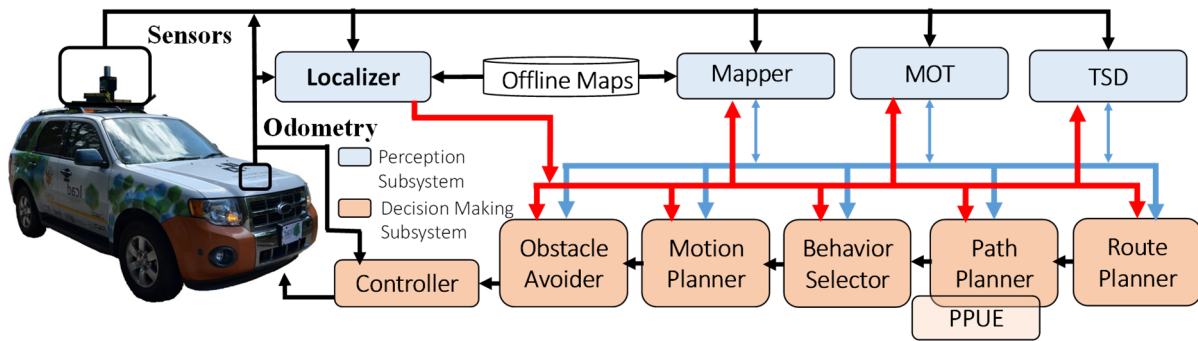 Sensors
Localizer
Offline Maps
Mapper
MOT
TSD
Odometry
Perception
Subsystem
Decision Making
Subsystem
Controller
Obstacle
Avoider
Motion
Planner
Behavior
Selector
Path
Planner
PPUE
Route
Planner
lcad